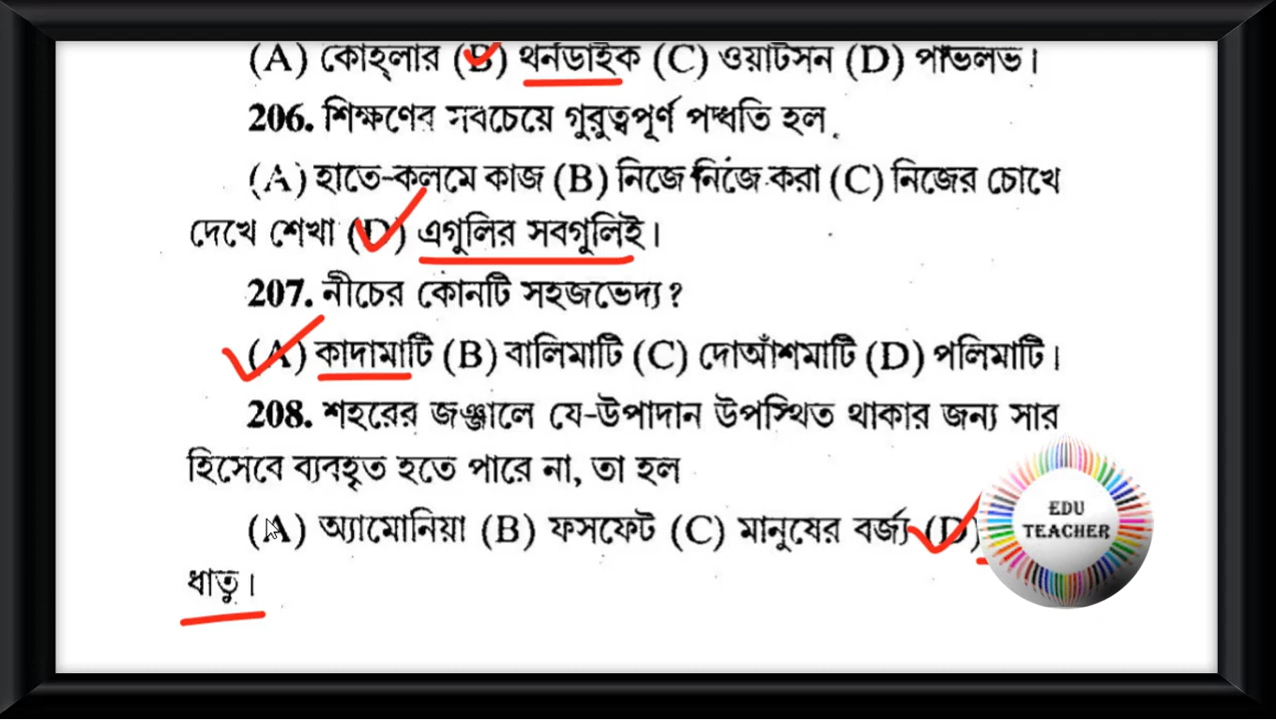 (A) কোহ্‌লার (B) থর্নডাইক (C) ওয়াটসন (D) পাভলভ।
206. শিক্ষণের সবচেয়ে গুরুত্বপূর্ণ পদ্ধতি হল
(A) হাতে-কলমে কাজ (B) নিজে নিজে করা (C) নিজের চোখে
দেখে শেখা (D) এগুলির সবগুলিই।
207. নীচের কোনটি সহজভেদ্য?
(A) কাদামাটি (B) বালিমাটি (C) দোআঁশমাটি (D) পলিমাটি।
208. শহরের জঞ্জালে যে-উপাদান উপস্থিত থাকার জন্য সার
হিসেবে ব্যবহৃত হতে পারে না, তা হল
(A) অ্যামোনিয়া (B) ফসফেট (C) মানুষের বর্জ্য (D)
ধাতু।
EDU
TEACHER